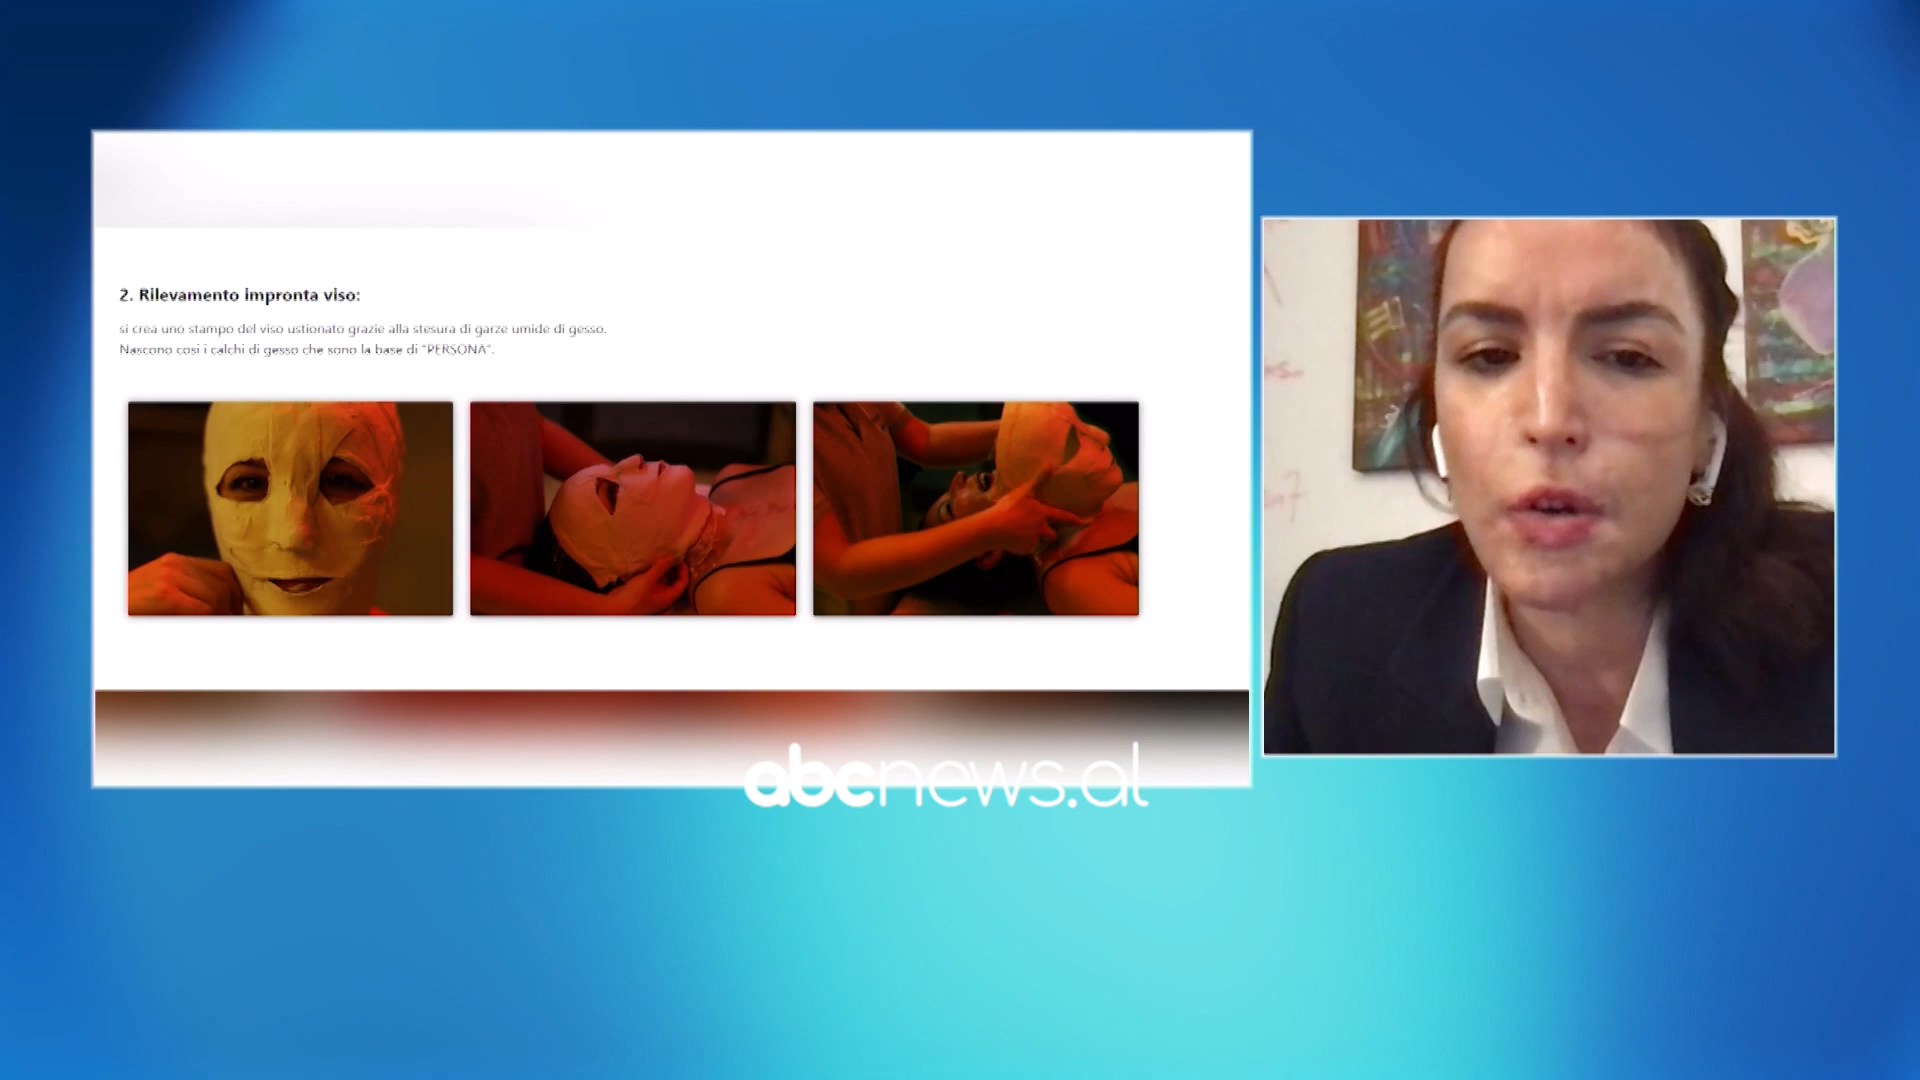 2. Rilevamento impronta viso:
si crea uno stampo del viso ustionato grazie alla stesura di garze umide di gesso.
Nascono così i calchi di gesso che sono la base di "PERSONA".
abcnews.al